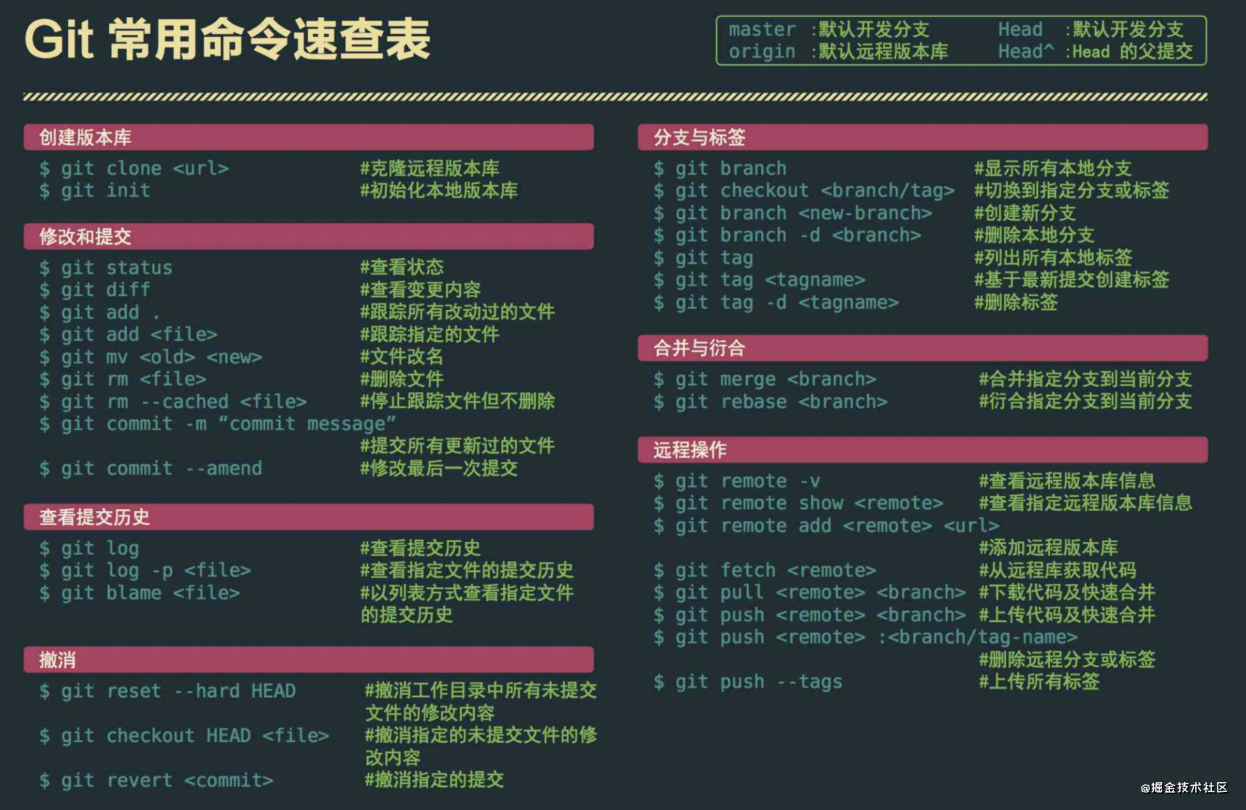 Git 常用命令速查表
master :默认开发分支 Head :默认开发分支
origin :默认远程版本库 Head^ :Head 的父提交
创建版本库
$ git clone <url> #克隆远程版本库
$ git init #初始化本地版本库
修改和提交
$ git status #查看状态
$ git diff #查看变更内容
$ git add . #跟踪所有改动过的文件
$ git add <file> #跟踪指定的文件
$ git mv <old> <new> #文件改名
$ git rm <file> #删除文件
$ git rm --cached <file> #停止跟踪文件但不删除
$ git commit -m “commit message”
#提交所有更新过的文件
$ git commit --amend #修改最后一次提交
查看提交历史
$ git log #查看提交历史
$ git log -p <file> #查看指定文件的提交历史
$ git blame <file> #以列表方式查看指定文件
的提交历史
撤消
$ git reset --hard HEAD #撤消工作目录中所有未提交
文件的修改内容
$ git checkout HEAD <file> #撤消指定的未提交文件的修
改内容
$ git revert <commit> #撤消指定的提交
分支与标签
$ git branch #显示所有本地分支
$ git checkout <branch/tag> #切换到指定分支或标签
$ git branch <new-branch> #创建新分支
$ git branch -d <branch> #删除本地分支
$ git tag #列出所有本地标签
$ git tag <tagname> #基于最新提交创建标签
$ git tag -d <tagname> #删除标签
合并与衍合
$ git merge <branch> #合并指定分支到当前分支
$ git rebase <branch> #衍合指定分支到当前分支
远程操作
$ git remote -v #查看远程版本库信息
$ git remote show <remote> #查看指定远程版本库信息
$ git remote add <remote> <url>
#添加远程版本库
$ git fetch <remote> #从远程库获取代码
$ git pull <remote> <branch> #下载代码及快速合并
$ git push <remote> <branch> #上传代码及快速合并
$ git push <remote> :<branch/tag-name>
#删除远程分支或标签
$ git push --tags #上传所有标签
@掘金技术社区